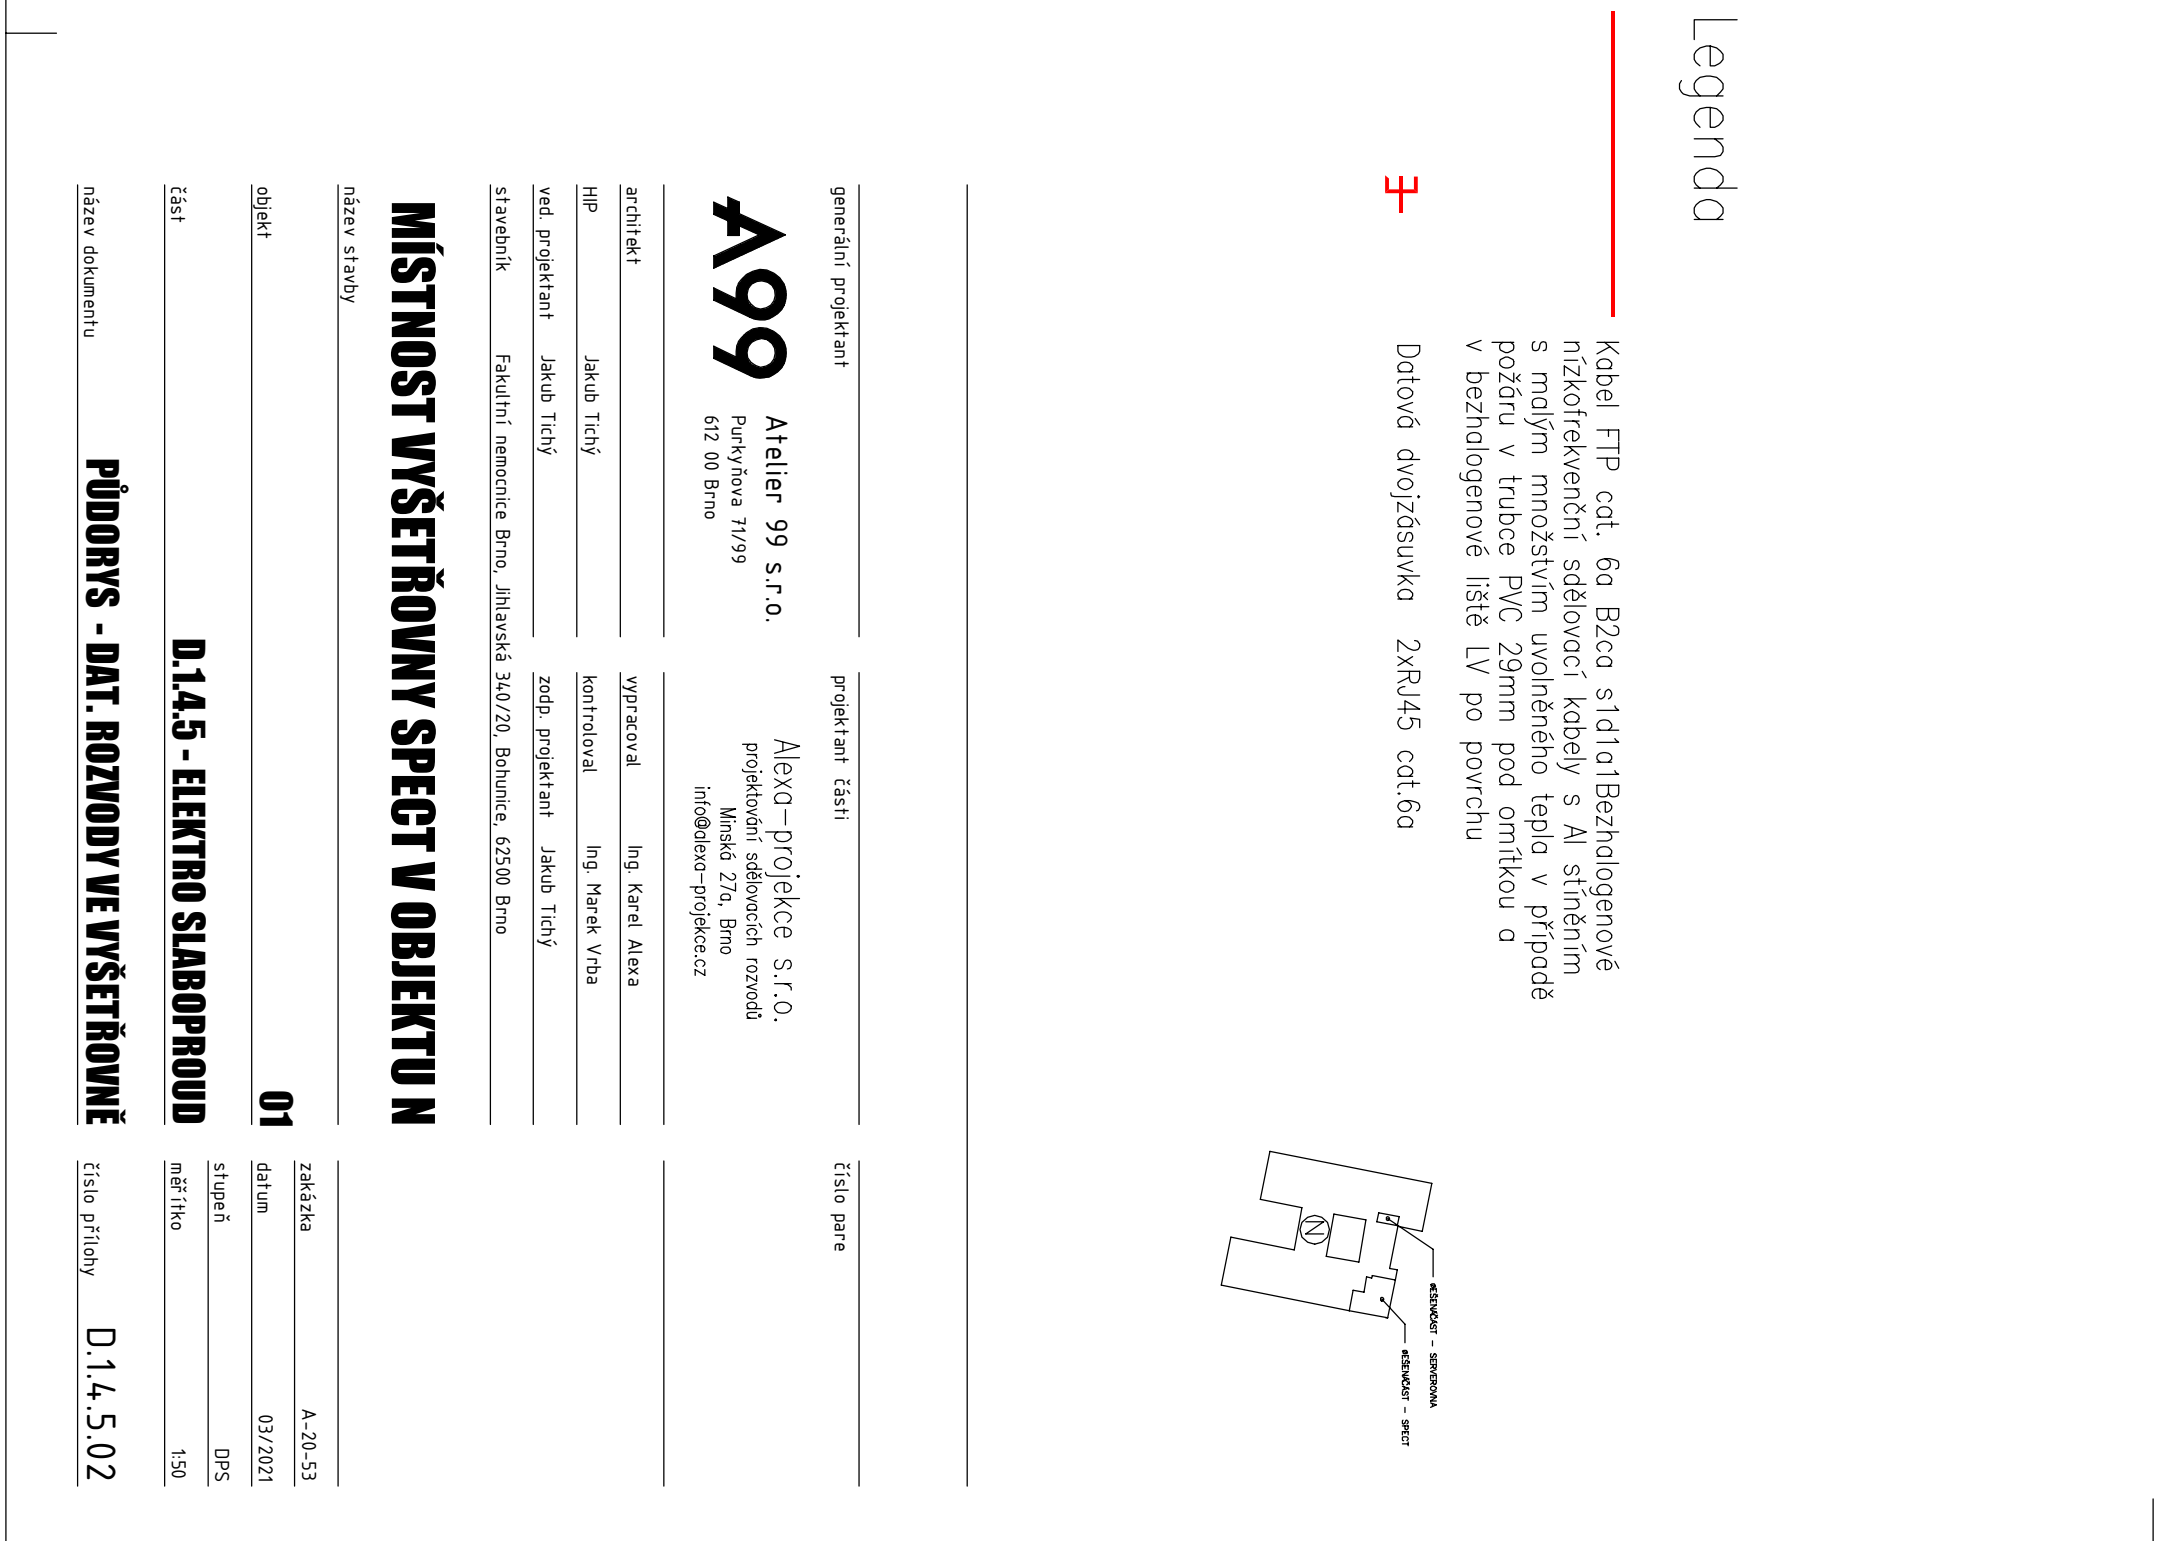 Legenda
Kabel FTP cat. 6a B2ca s1d1a1Bezhalogenové
nízkofrekvenční sdělovací kabely s Al stíněním
s malým množstvím uvolněného tepla v případě
požáru v trubce PVC 29mm pod omítkou a
v bezhalogenové liště LV po povrchu
Datová dvojzásuvka 2xRJ45 cat.6a
N
ČÁST - SERVEROVNA
ČÁST - SPECT
generální projektant
projektant části
číslo pare
A99
Atelier 99 s.r.o.
Purkyňova 71/99
612 00 Brno
Alexa-projekce s.r.o.
projektování sdělovacích rozvodů
Minská 27a, Brno
info@alexa-projekce.cz
architekt
vypracoval Ing. Karel Alexa
HIP Jakub Tichý
kontroloval Ing. Marek Vrba
ved. projektant Jakub Tichý
zodp. projektant Jakub Tichý
stavebník Fakultní nemocnice Brno, Jihlavská 340/20, Bohunice, 62500 Brno
MÍSTNOST VYŠETŘOVNY SPECT V OBJEKTU N
název stavby
zakázka A-20-53
objekt 01
datum 03/2021
stupeň DPS
část D.1.4.5 - ELEKTRO SLABOPROUD
měřítko 1:50
název dokumentu PŮDORYS - DAT. ROZVODY VE VYŠETŘOVNĚ
číslo přílohy D.1.4.5.02